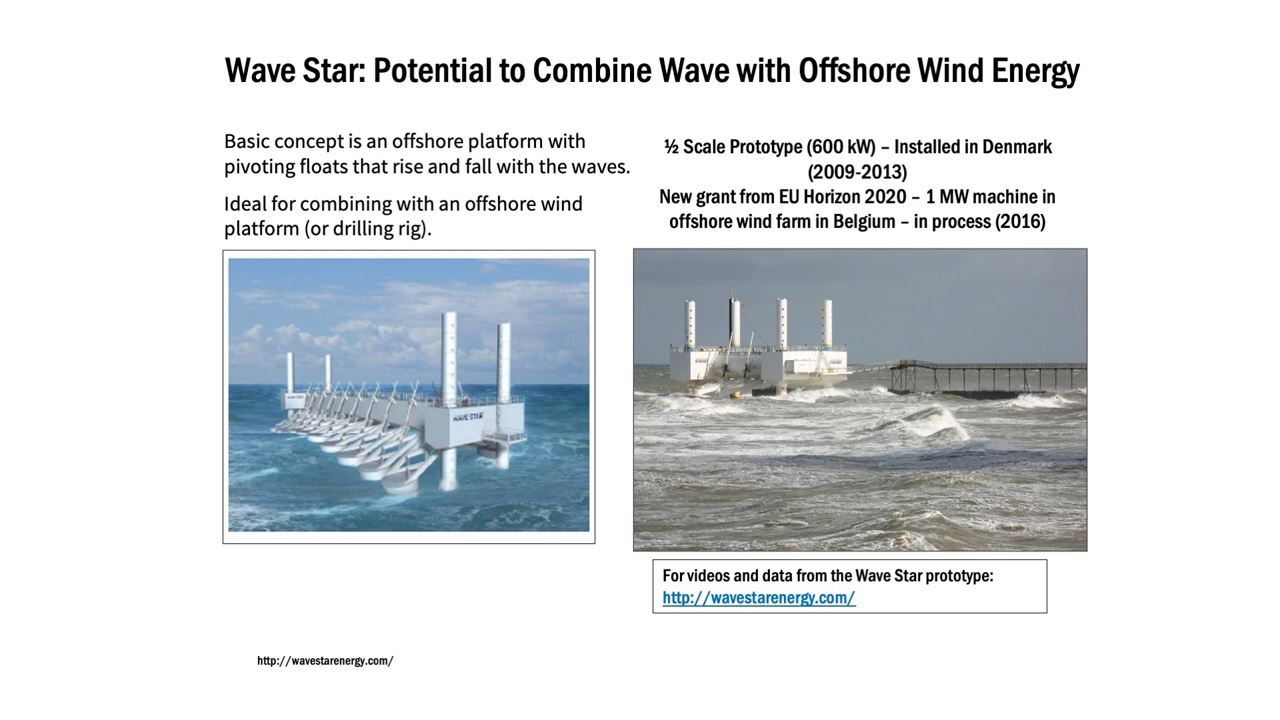 Wave Star: Potential to Combine Wave with Offshore Wind Energy
Basic concept is an offshore platform with
pivoting floats that rise and fall with the waves.
Ideal for combining with an offshore wind
platform (or drilling rig).
½ Scale Prototype (600 kW) – Installed in Denmark
(2009-2013)
New grant from EU Horizon 2020 – 1 MW machine in
offshore wind farm in Belgium – in process (2016)
WAVE STAR
For videos and data from the Wave Star prototype:
http://wavestarenergy.com/
http://wavestarenergy.com/